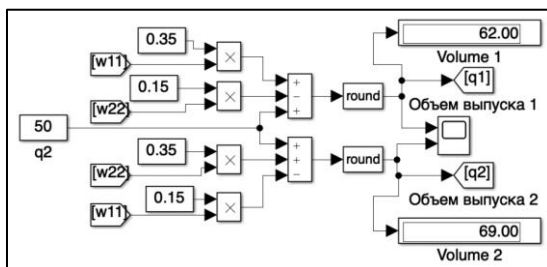 0.35
[w11]
×
62.00
Volume 1
0.15
[w22]
×
+
−
+
round
[q1]
Объем выпуска 1
50
q2
0.35
[w22]
×
+
+
−
round
[q2]
Объем выпуска 2
0.15
[w11]
×
69.00
Volume 2